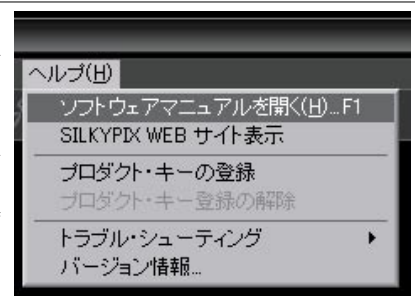 ヘルプ(H)
ソフトウェアマニュアルを開く(H)...F1
SILKYPIX WEB サイト表示
プロダクト・キーの登録
プロダクト・キー登録の解除
トラブル・シューティング
バージョン情報...